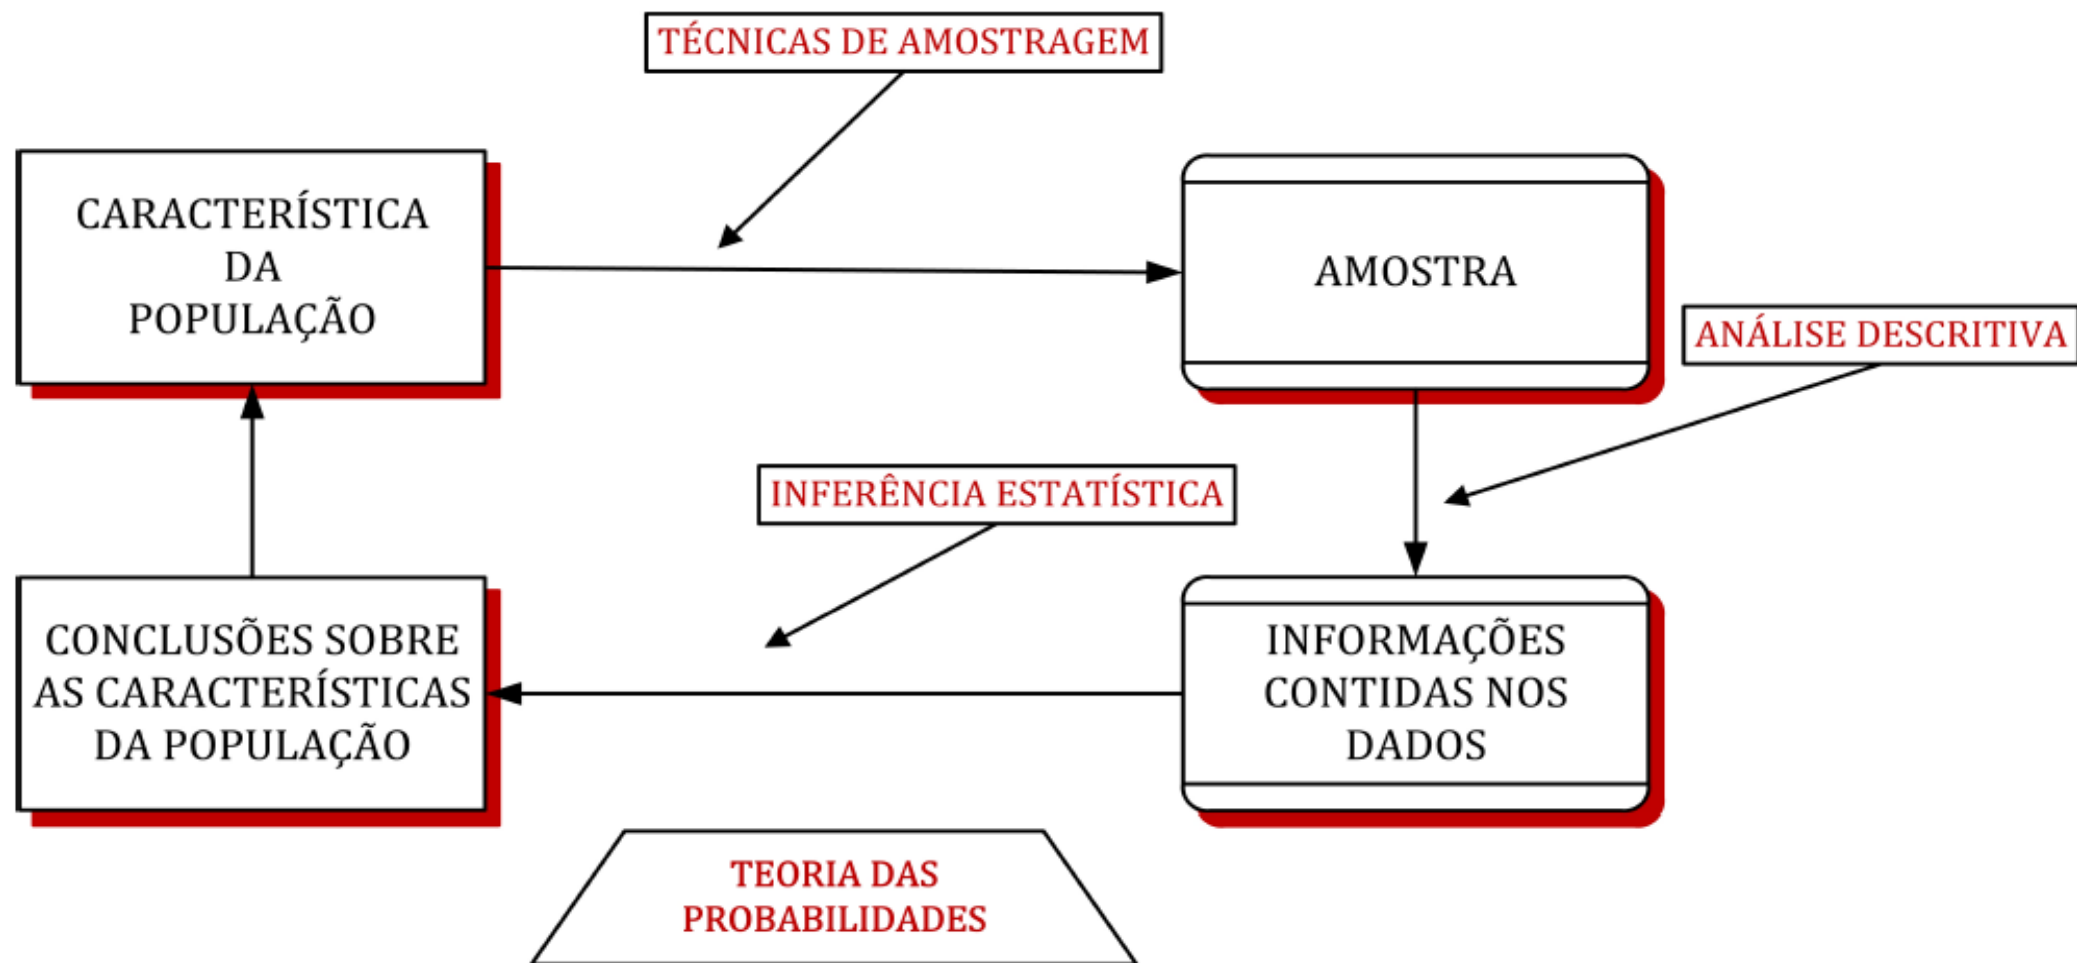 TÉCNICAS DE AMOSTRAGEM
CARACTERÍSTICA
DA
POPULAÇÃO
AMOSTRA
ANÁLISE DESCRITIVA
INFERÊNCIA ESTATÍSTICA
CONCLUSÕES SOBRE
AS CARACTERÍSTICAS
DA POPULAÇÃO
INFORMAÇÕES
CONTIDAS NOS
DADOS
TEORIA DAS
PROBABILIDADES